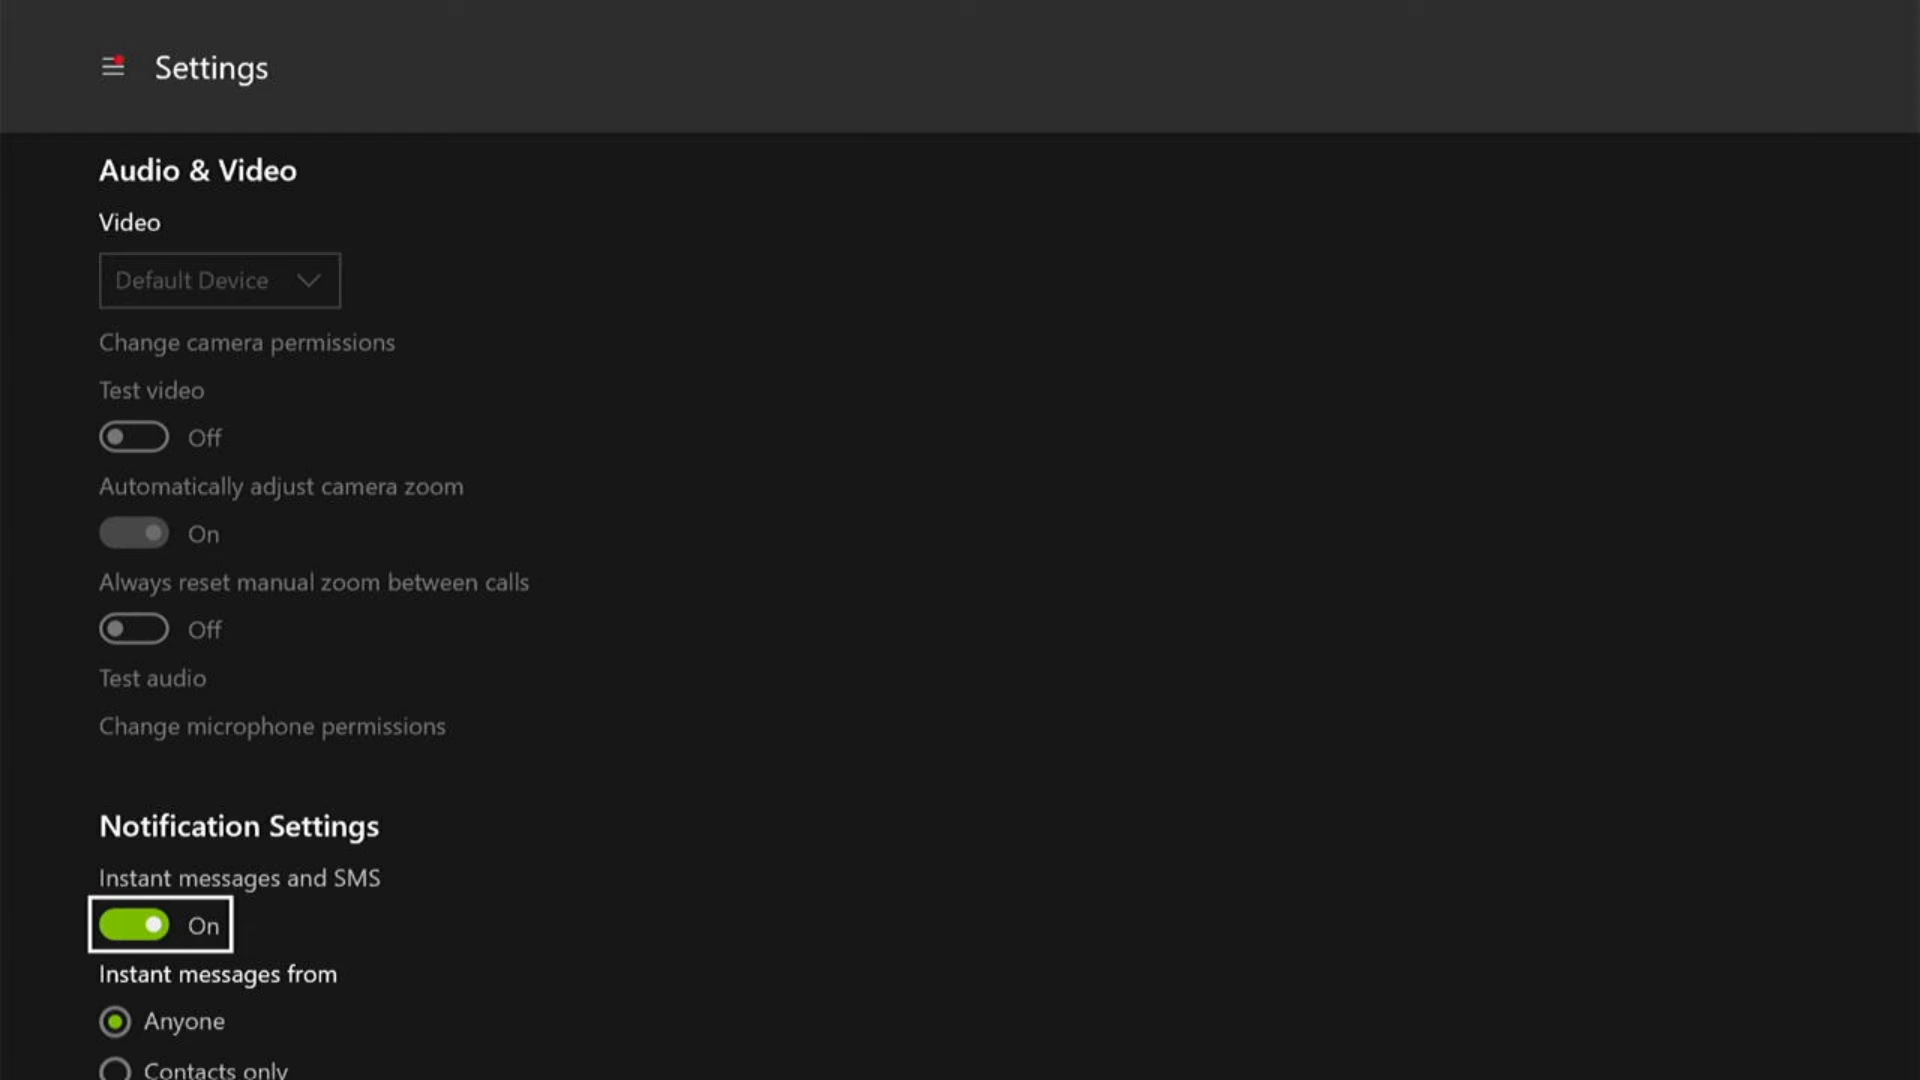 Settings
Audio & Video
Video
Default Device
Change camera permissions
Test video
Off
Automatically adjust camera zoom
On
Always reset manual zoom between calls
Off
Test audio
Change microphone permissions
Notification Settings
Instant messages and SMS
On
Instant messages from
Anyone
Contacts only